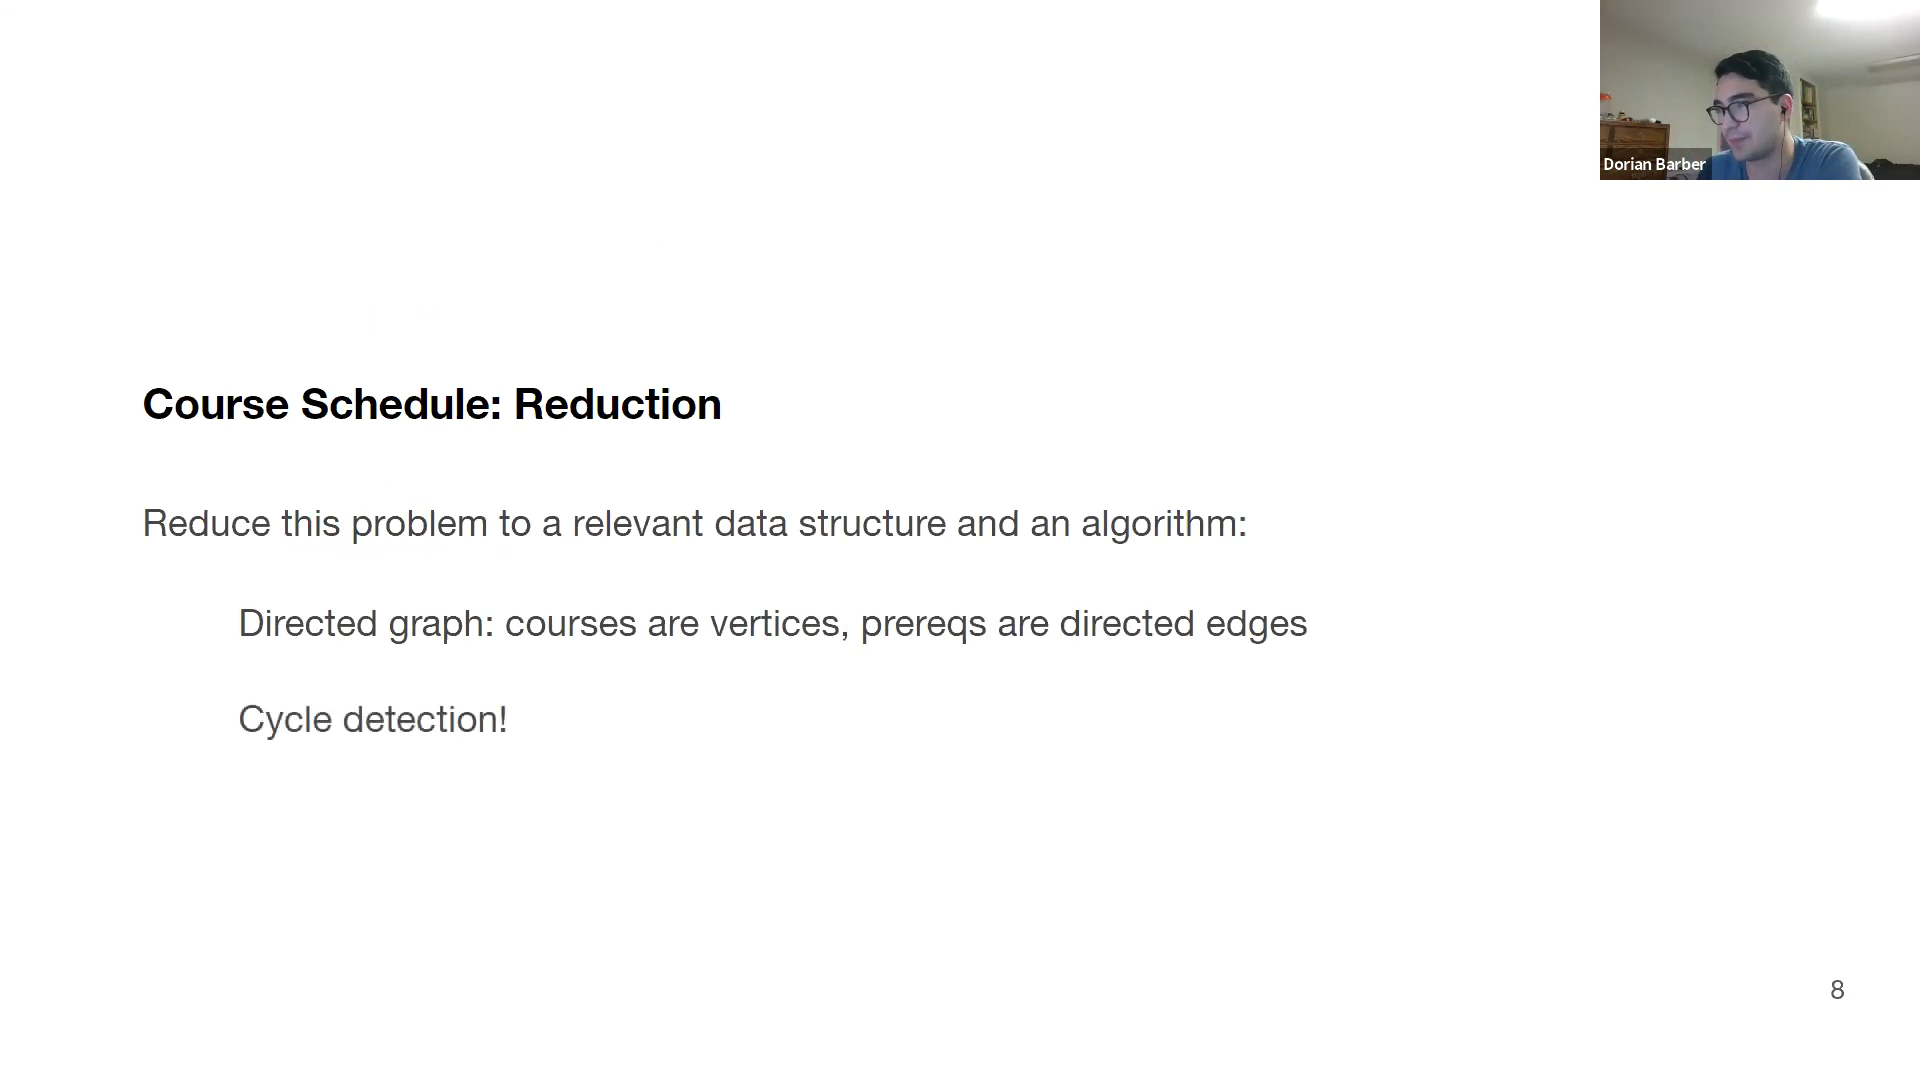 Dorian Barber
Course Schedule: Reduction
Reduce this problem to a relevant data structure and an algorithm:
Directed graph: courses are vertices, prereqs are directed edges
Cycle detection!
8